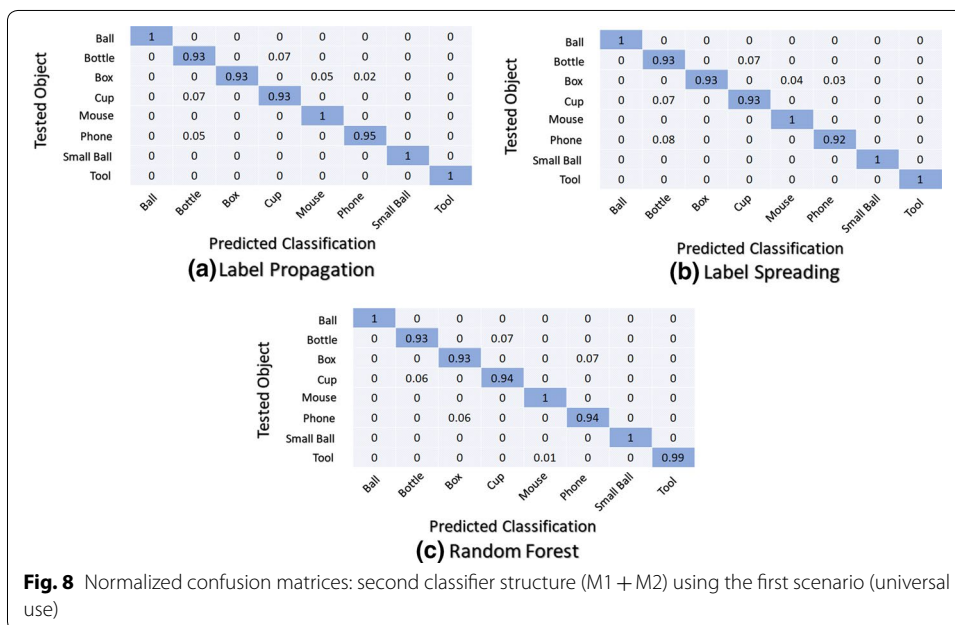 Tested Object
Ball 1 0 0 0 0 0 0 0
Bottle 0 0.93 0 0.07 0 0 0 0
Box 0 0 0.93 0 0.05 0.02 0 0
Cup 0 0.07 0 0.93 0 0 0 0
Mouse 0 0 0 0 1 0 0 0
Phone 0 0.05 0 0 0 0.95 0 0
Small Ball 0 0 0 0 0 0 1 0
Tool 0 0 0 0 0 0 0 1
Ball Bottle Box Cup Mouse Phone Small Ball Tool
Predicted Classification
(a) Label Propagation
Tested Object
Ball 1 0 0 0 0 0 0 0
Bottle 0 0.93 0 0.07 0 0 0 0
Box 0 0 0.93 0 0.04 0.03 0 0
Cup 0 0.07 0 0.93 0 0 0 0
Mouse 0 0 0 0 1 0 0 0
Phone 0 0.08 0 0 0 0.92 0 0
Small Ball 0 0 0 0 0 0 1 0
Tool 0 0 0 0 0 0 0 1
Ball Bottle Box Cup Mouse Phone Small Ball Tool
Predicted Classification
(b) Label Spreading
Tested Object
Ball 1 0 0 0 0 0 0 0
Bottle 0 0.93 0 0.07 0 0 0 0
Box 0 0 0.93 0 0 0.07 0 0
Cup 0 0.06 0 0.94 0 0 0 0
Mouse 0 0 0 0 1 0 0 0
Phone 0 0 0.06 0 0 0.94 0 0
Small Ball 0 0 0 0 0 0 1 0
Tool 0 0 0 0 0.01 0 0 0.99
Ball Bottle Box Cup Mouse Phone Small Ball Tool
Predicted Classification
(c) Random Forest
Fig. 8 Normalized confusion matrices: second classifier structure (M1 + M2) using the first scenario (universal
use)